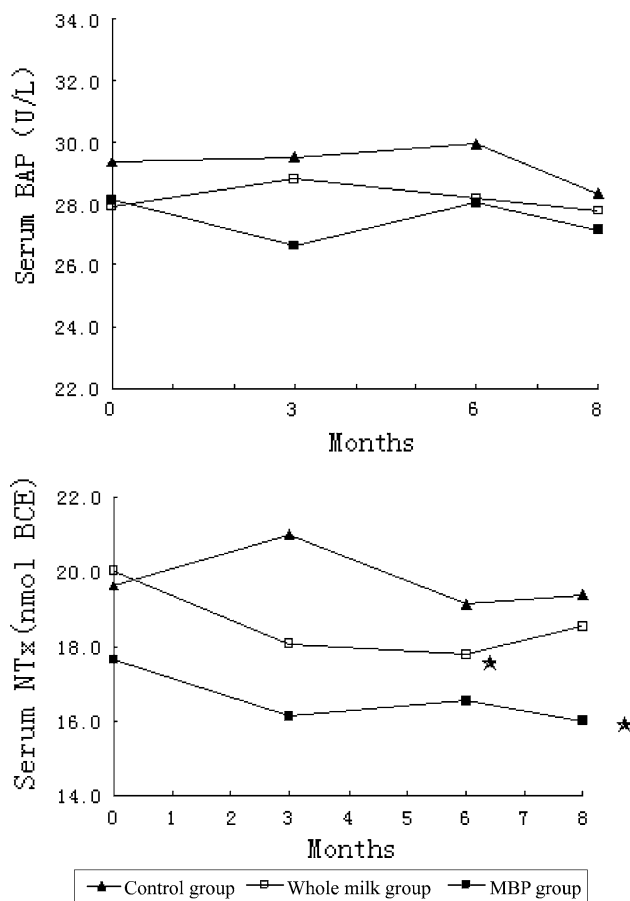 34.0
32.0
30.0
28.0
26.0
24.0
22.0
Serum BAP (U/L)
0 3 6 8
Months
22.0
20.0
18.0
16.0
14.0
Serum NTx(nmol BCE)
0 1 2 3 4 5 6 7 8
Months
Control group Whole milk group MBP group